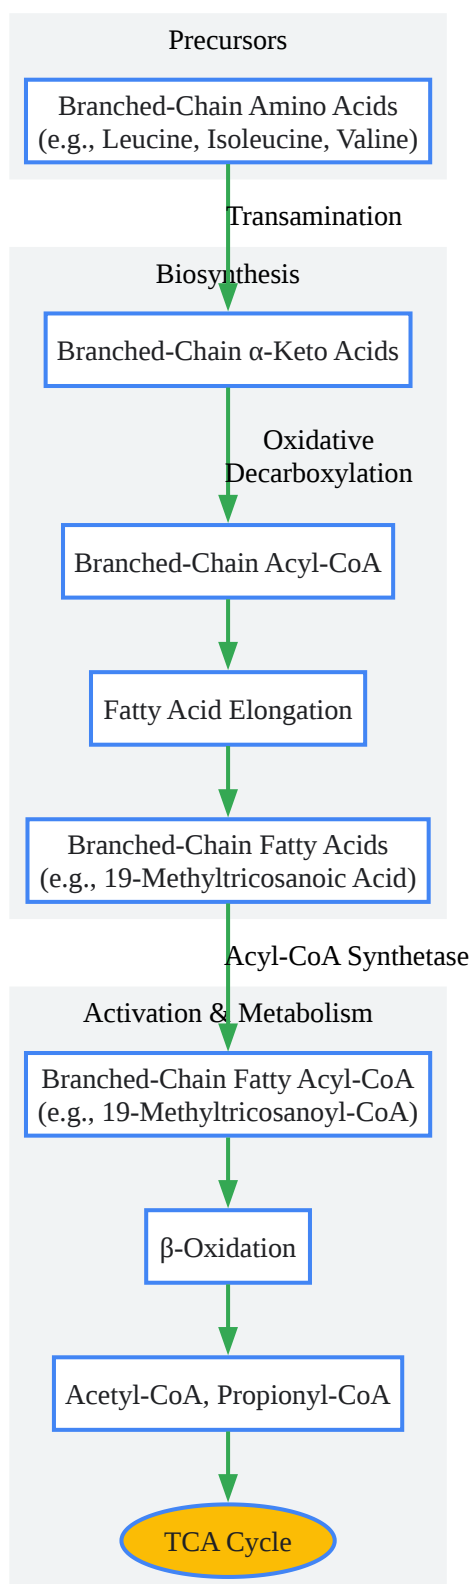 Precursors
Branched-Chain Amino Acids
(e.g., Leucine, Isoleucine, Valine)
Transamination
Biosynthesis
Branched-Chain α-Keto Acids
Oxidative
Decarboxylation
Branched-Chain Acyl-CoA
Fatty Acid Elongation
Branched-Chain Fatty Acids
(e.g., 19-Methyltricosanoic Acid)
Acyl-CoA Synthetase
Activation & Metabolism
Branched-Chain Fatty Acyl-CoA
(e.g., 19-Methyltricosanoyl-CoA)
β-Oxidation
Acetyl-CoA, Propionyl-CoA
TCA Cycle